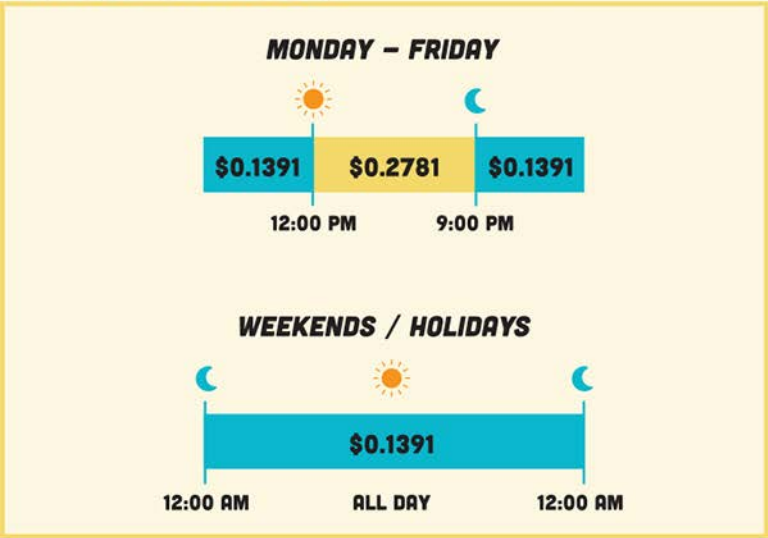 MONDAY – FRIDAY
$0.1391 $0.2781 $0.1391
12:00 PM 9:00 PM
WEEKENDS / HOLIDAYS
$0.1391
12:00 AM ALL DAY 12:00 AM